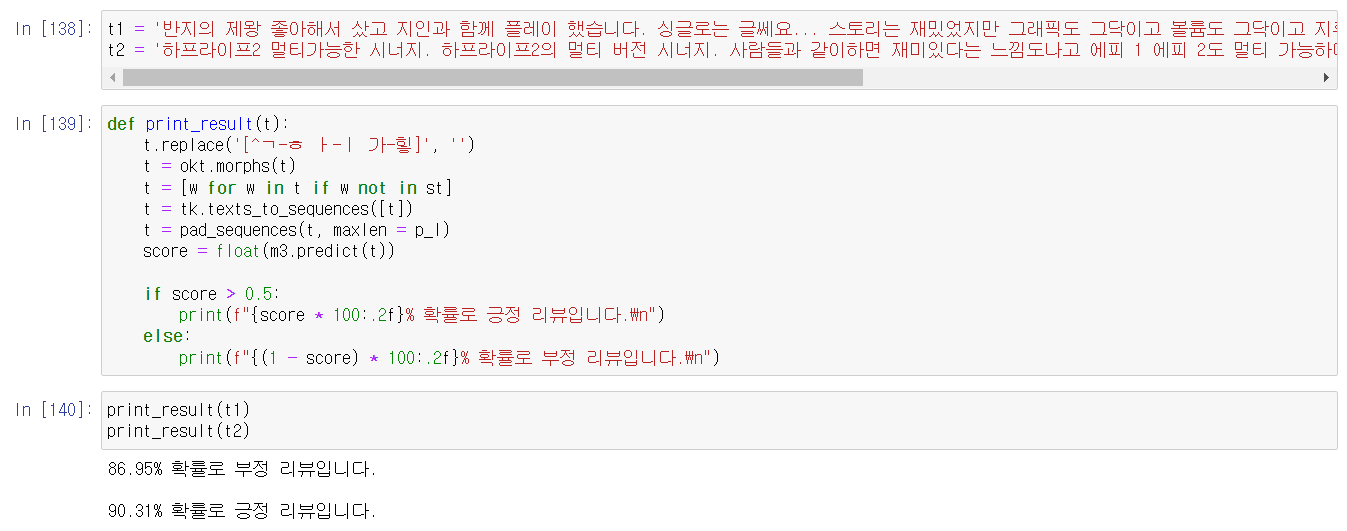 In [138]:
t1 = '반지의 제왕 좋아해서 샀고 지인과 함께 플레이 했습니다. 싱글로는 글쎄요... 스토리는 재밌었지만 그래픽도 그닥이고 볼륨도 그닥이고
t2 = '하프라이프2 멀티가능한 시너지. 하프라이프2의 멀티 버전 시너지. 사람들과 같이하면 재미있다는 느낌도나고 에피 1 에피 2도 멀티
In [139]:
def print_result(t):
    t.replace('[^ㄱ-ㅎ ㅏ-ㅣ 가-힣]', '')
    t = okt.morphs(t)
    t = [w for w in t if w not in st]
    t = tk.texts_to_sequences([t])
    t = pad_sequences(t, maxlen = p_l)
    score = float(m3.predict(t))
    if score > 0.5:
        print(f"{score * 100:.2f}% 확률로 긍정 리뷰입니다.₩n")
    else:
        print(f"{(1 - score) * 100:.2f}% 확률로 부정 리뷰입니다.₩n")
In [140]:
print_result(t1)
print_result(t2)
86.95% 확률로 부정 리뷰입니다.
90.31% 확률로 긍정 리뷰입니다.